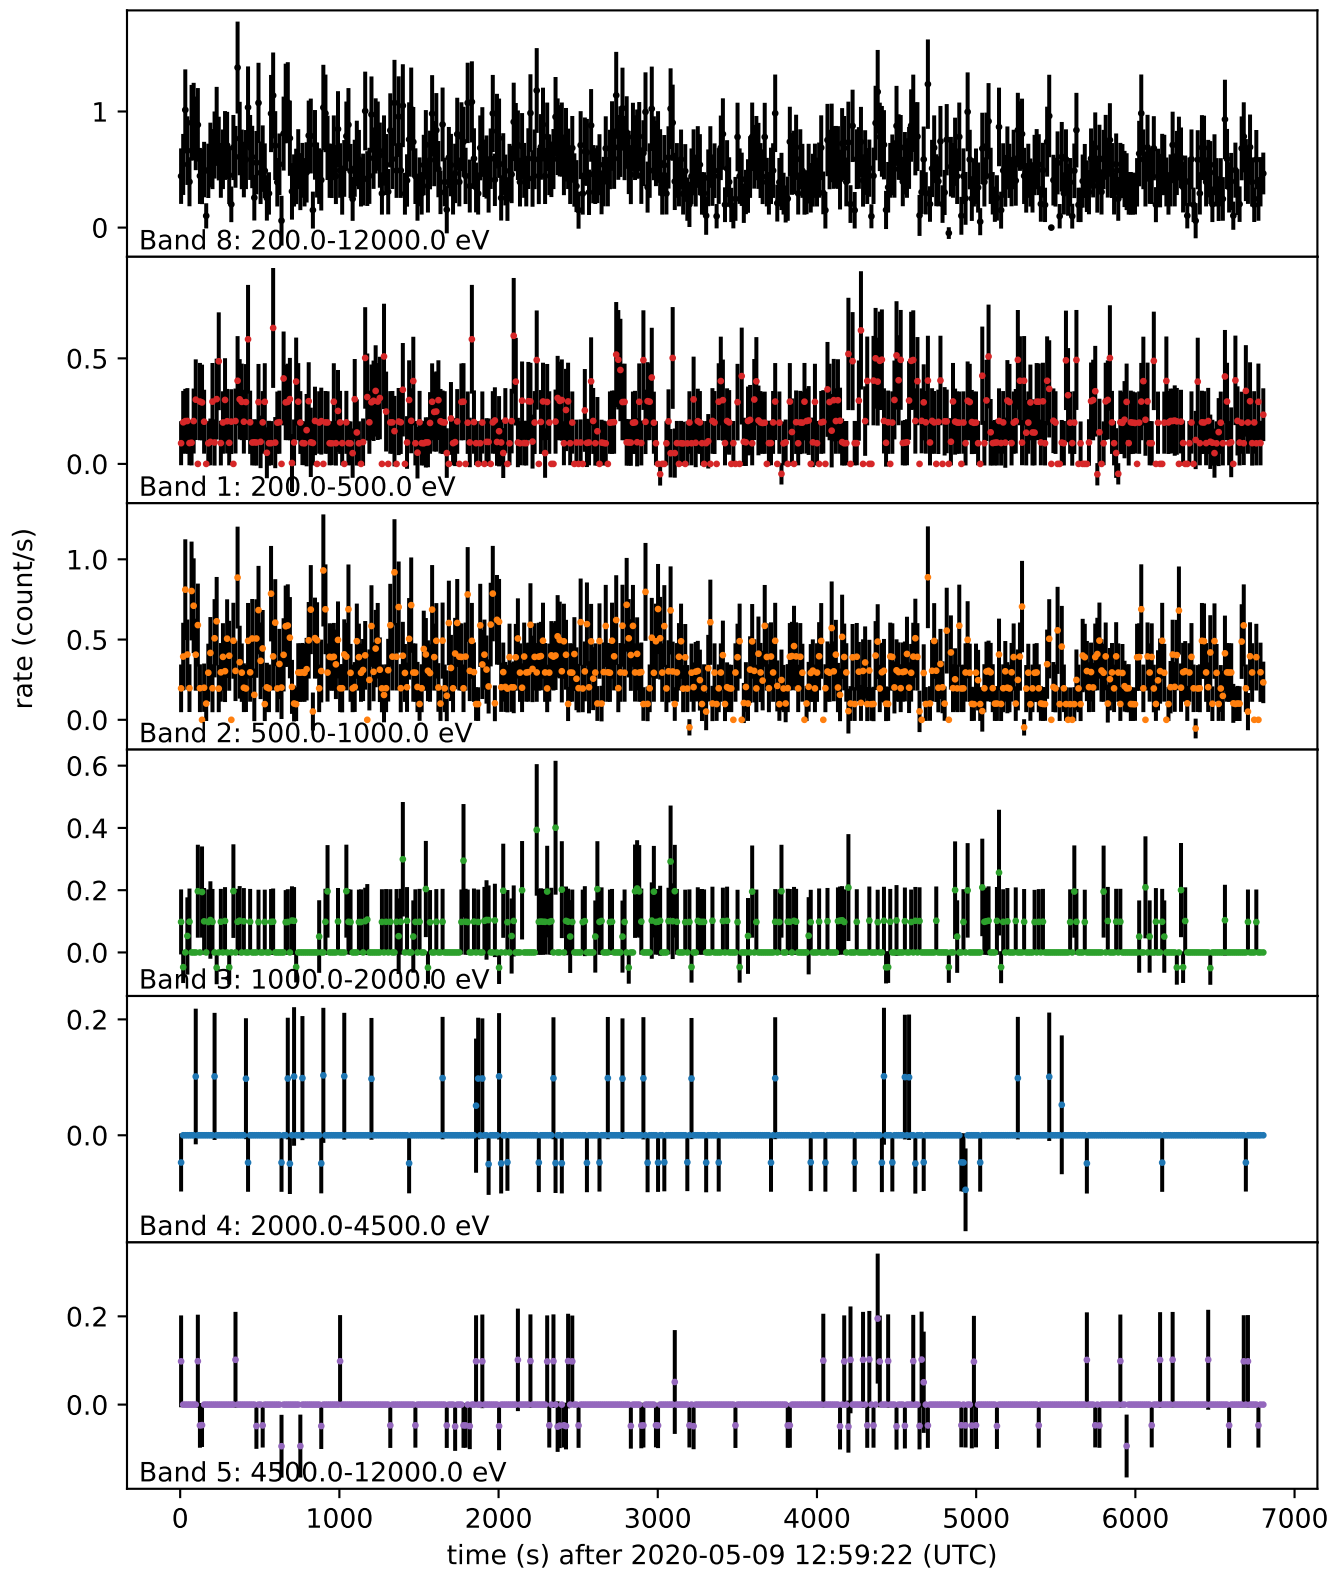 1
0
Band 8: 200.0-12000.0 eV
0.5
0.0
Band 1: 200.0-500.0 eV
1.0
0.5
0.0
Band 2: 500.0-1000.0 eV
rate (count/s)
0.6
0.4
0.2
0.0
Band 3: 1000.0-2000.0 eV
0.2
0.0
Band 4: 2000.0-4500.0 eV
0.2
0.0
Band 5: 4500.0-12000.0 eV
0 1000 2000 3000 4000 5000 6000 7000
time (s) after 2020-05-09 12:59:22 (UTC)